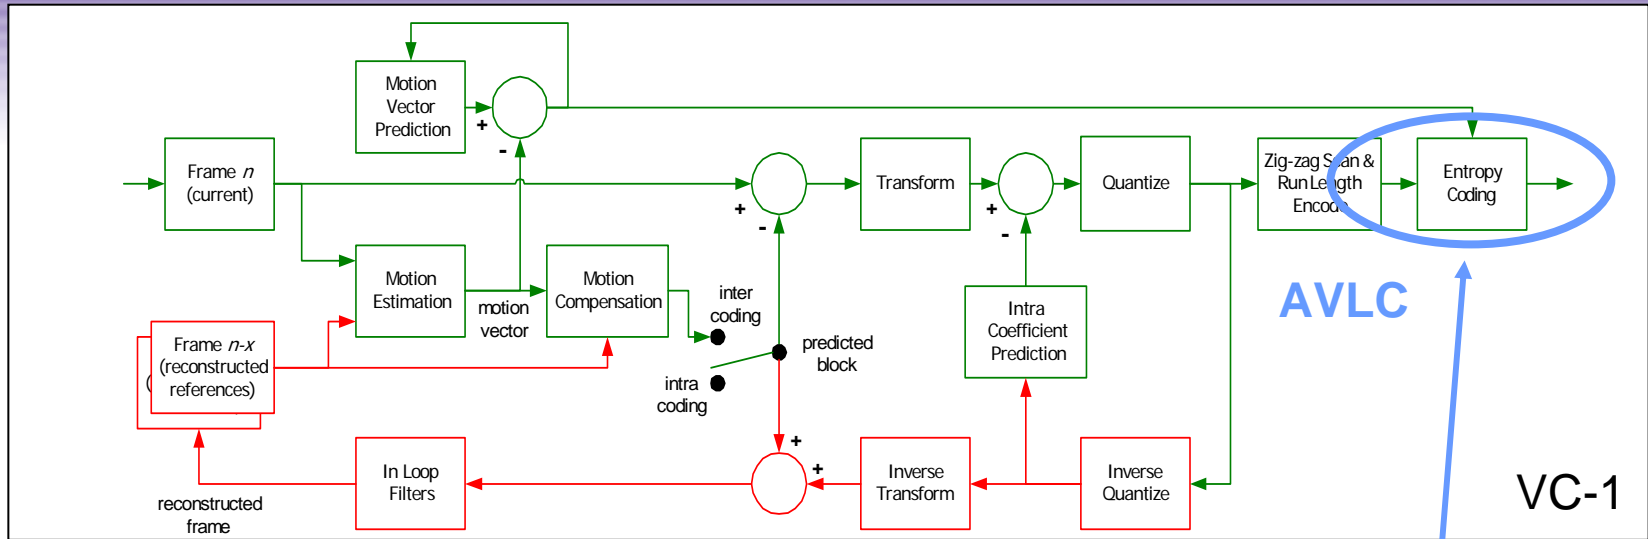 Motion
Vector
Prediction
+
-
Frame n
(current)
+
-
Transform
+
-
Quantize
Zig-zag Scan &
Run Length
Encode
Entropy
Coding
AVLC
Motion
Estimation
motion
vector
Motion
Compensation
inter
coding
intra
coding
predicted
block
Intra
Coefficient
Prediction
Frame n-x
(reconstructed
references)
(
In Loop
Filters
reconstructed
frame
+
+
Inverse
Transform
Inverse
Quantize
VC-1